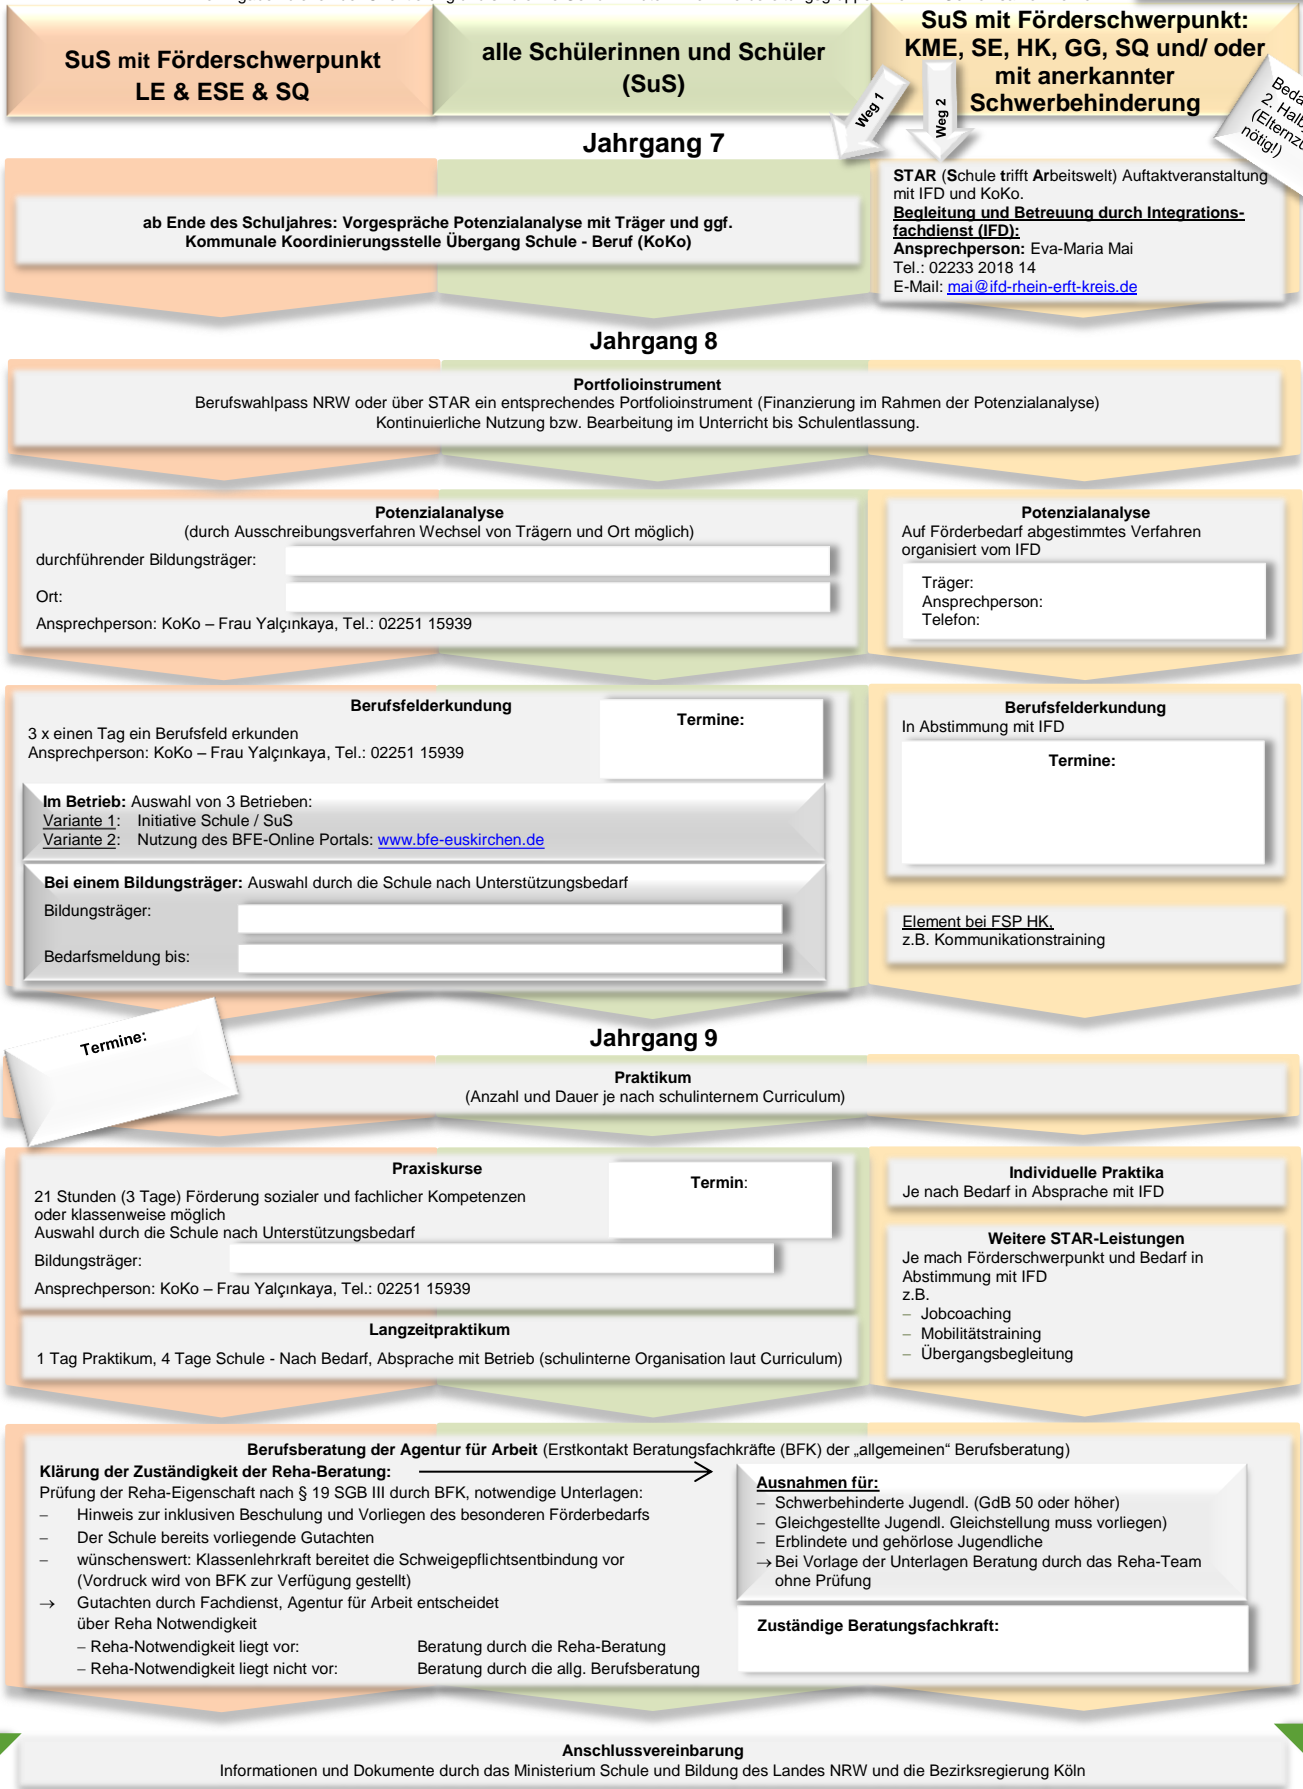 SuS mit Förderschwerpunkt
LE & ESE & SQ
alle Schülerinnen und Schüler
(SuS)
SuS mit Förderschwerpunkt:
KME, SE, HK, GG, SQ und/ oder
mit anerkannter
Schwerbehinderung
Weg 1
Weg 2
2.
nötig!)
Jahrgang 7
ab Ende des Schuljahres: Vorgespräche Potenzialanalyse mit Träger und ggf.
Kommunale Koordinierungsstelle Übergang Schule - Beruf (KoKo)
STAR (Schule trifft Arbeitswelt) Auftaktveranstaltung
mit IFD und KoKo.
Begleitung und Betreuung durch Integrations-
fachdienst (IFD):
Ansprechperson: Eva-Maria Mai
Tel.: 02233 2018 14
E-Mail: mai@ifd-rhein-erft-kreis.de
Jahrgang 8
Portfolioinstrument
Berufswahlpass NRW oder über STAR ein entsprechendes Portfolioinstrument (Finanzierung im Rahmen der Potenzialanalyse)
Kontinuierliche Nutzung bzw. Bearbeitung im Unterricht bis Schulentlassung.
Potenzialanalyse
(durch Ausschreibungsverfahren Wechsel von Trägern und Ort möglich)
durchführender Bildungsträger:
Ort:
Ansprechperson: KoKo – Frau Yalçınkaya, Tel.: 02251 15939
Potenzialanalyse
Auf Förderbedarf abgestimmtes Verfahren
organisiert vom IFD
Träger:
Ansprechperson:
Telefon:
Berufsfelderkundung
3 x einen Tag ein Berufsfeld erkunden
Ansprechperson: KoKo – Frau Yalçınkaya, Tel.: 02251 15939
Termine:
Im Betrieb: Auswahl von 3 Betrieben:
Variante 1: Initiative Schule / SuS
Variante 2: Nutzung des BFE-Online Portals: www.bfe-euskirchen.de
Bei einem Bildungsträger: Auswahl durch die Schule nach Unterstützungsbedarf
Bildungsträger:
Bedarfsmeldung bis:
Berufsfelderkundung
In Abstimmung mit IFD
Termine:
Element bei FSP HK,
z.B. Kommunikationstraining
Jahrgang 9
Termine:
Praktikum
(Anzahl und Dauer je nach schulinternem Curriculum)
Praxiskurse
21 Stunden (3 Tage) Förderung sozialer und fachlicher Kompetenzen
oder klassenweise möglich
Auswahl durch die Schule nach Unterstützungsbedarf
Termin:
Bildungsträger:
Ansprechperson: KoKo – Frau Yalçınkaya, Tel.: 02251 15939
Individuelle Praktika
Je nach Bedarf in Absprache mit IFD
Weitere STAR-Leistungen
Je mach Förderschwerpunkt und Bedarf in
Abstimmung mit IFD
z.B.
– Jobcoaching
– Mobilitätstraining
– Übergangsbegleitung
Langzeitpraktikum
1 Tag Praktikum, 4 Tage Schule - Nach Bedarf, Absprache mit Betrieb (schulinterne Organisation laut Curriculum)
Berufsberatung der Agentur für Arbeit (Erstkontakt Beratungsfachkräfte (BFK) der „allgemeinen“ Berufsberatung)
Klärung der Zuständigkeit der Reha-Beratung:
Prüfung der Reha-Eigenschaft nach § 19 SGB III durch BFK, notwendige Unterlagen:
– Hinweis zur inklusiven Beschulung und Vorliegen des besonderen Förderbedarfs
– Der Schule bereits vorliegende Gutachten
– wünschenswert: Klassenlehrkraft bereitet die Schweigepflichtsentbindung vor
(Vordruck wird von BFK zur Verfügung gestellt)
→ Gutachten durch Fachdienst, Agentur für Arbeit entscheidet
über Reha Notwendigkeit
– Reha-Notwendigkeit liegt vor: Beratung durch die Reha-Beratung
– Reha-Notwendigkeit liegt nicht vor: Beratung durch die allg. Berufsberatung
Ausnahmen für:
– Schwerbehinderte Jugendl. (GdB 50 oder höher)
– Gleichgestellte Jugendl. Gleichstellung muss vorliegen)
– Erblindete und gehörlose Jugendliche
→ Bei Vorlage der Unterlagen Beratung durch das Reha-Team
ohne Prüfung
Zuständige Beratungsfachkraft:
Anschlussvereinbarung
Informationen und Dokumente durch das Ministerium Schule und Bildung des Landes NRW und die Bezirksregierung Köln